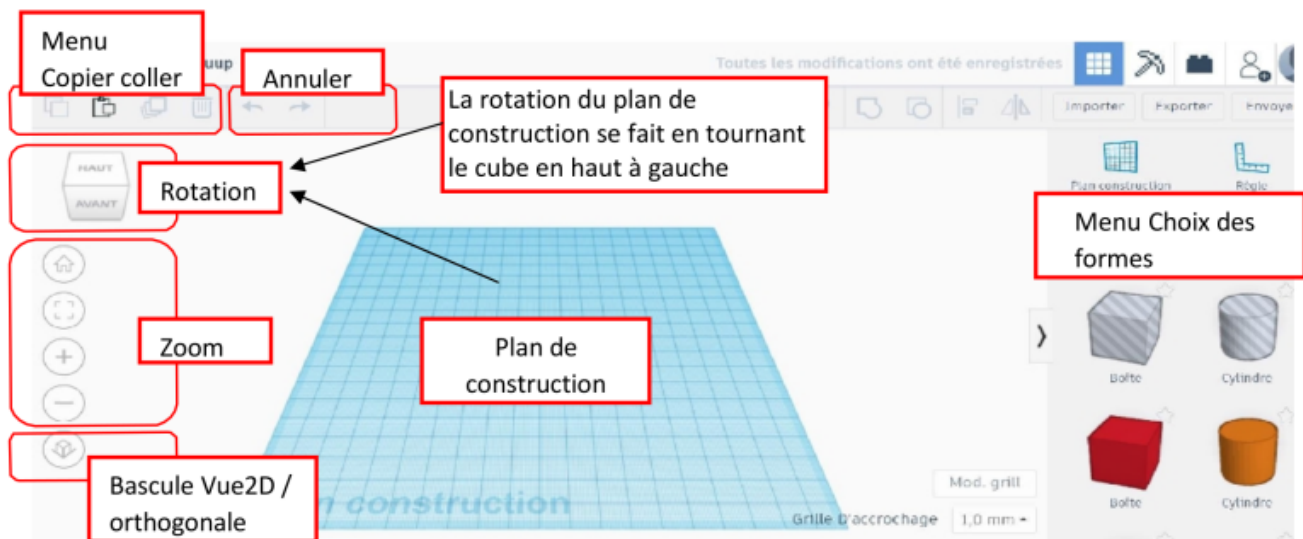 Menu
Copier coller
uup
Annuler
Toutes les modifications ont été enregistrées
La rotation du plan de
construction se fait en tournant
le cube en haut à gauche
Importer
Exporter
Envoye
HAUT
AVANT
Rotation
Plan construction
Règle
Menu Choix des
formes
Zoom
Plan de
construction
Boîte
Cylindre
Boîte
Cylindre
Bascule Vue2D /
orthogonale
n construction
Mod. grill
Grille D'accrochage
1,0 mm